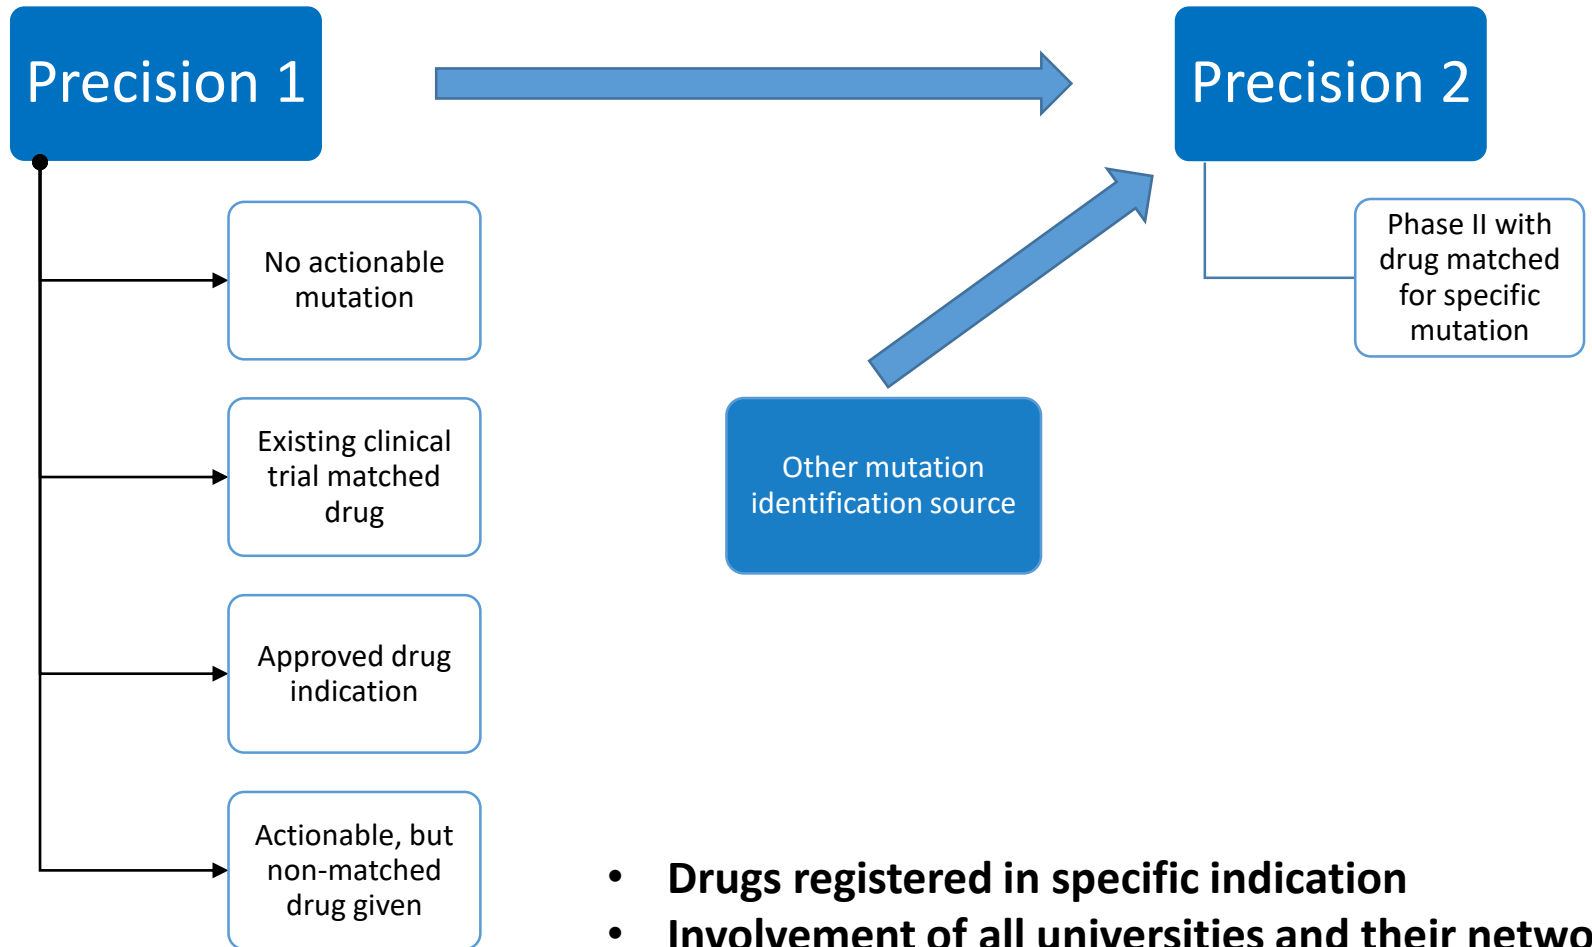 Precision 1
Precision 2
No actionable
mutation
Phase II with
drug matched
for specific
mutation
Existing clinical
trial matched
drug
Other mutation
identification source
Approved drug
indication
Actionable, but
non-matched
drug given
• Drugs registered in specific indication
• Involvement of all universities and their